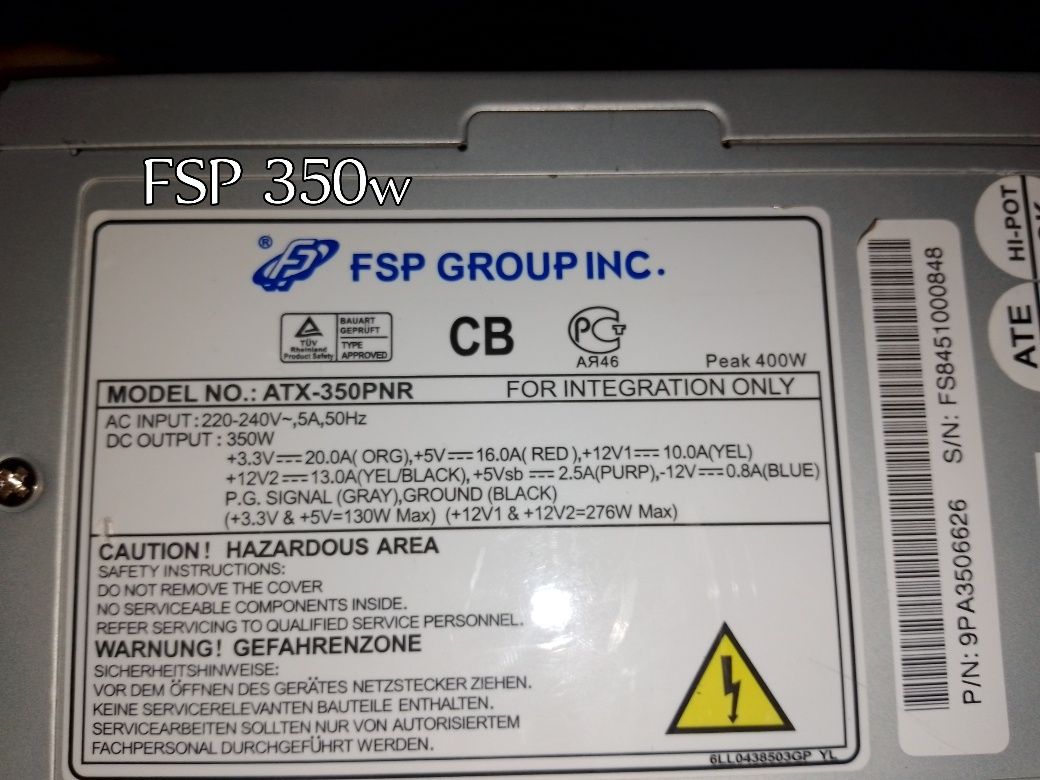 FSP 350w
® FSP GROUP INC.
TÜV
Rheinland
Product Safety
BAUART
GEPRÜFT
TYPE
APPROVED
CB
PC
АЯ46
Peak 400W
MODEL NO.: ATX-350PNR FOR INTEGRATION ONLY
AC INPUT : 220-240V~,5A,50Hz
DC OUTPUT : 350W
+3.3V⎓20.0A( ORG),+5V⎓16.0A( RED),+12V1⎓10.0A(YEL)
+12V2⎓13.0A(YEL/BLACK),+5Vsb⎓2.5A(PURP),-12V⎓0.8A(BLUE)
P.G. SIGNAL (GRAY),GROUND (BLACK)
(+3.3V & +5V=130W Max) (+12V1 & +12V2=276W Max)
CAUTION! HAZARDOUS AREA
SAFETY INSTRUCTIONS:
DO NOT REMOVE THE COVER
NO SERVICEABLE COMPONENTS INSIDE.
REFER SERVICING TO QUALIFIED SERVICE PERSONNEL.
WARNUNG! GEFAHRENZONE
SICHERHEITSHINWEISE:
VOR DEM ÖFFNEN DES GERÄTES NETZSTECKER ZIEHEN.
KEINE SERVICERELEVANTEN BAUTEILE ENTHALTEN.
SERVICEARBEITEN SOLLTEN NUR VON AUTORISIERTEM
FACHPERSONAL DURCHGEFÜHRT WERDEN.
6LL0438503GP YL
S/N: FS8451000848
P/N: 9PA3506626
HI-POT
ATE